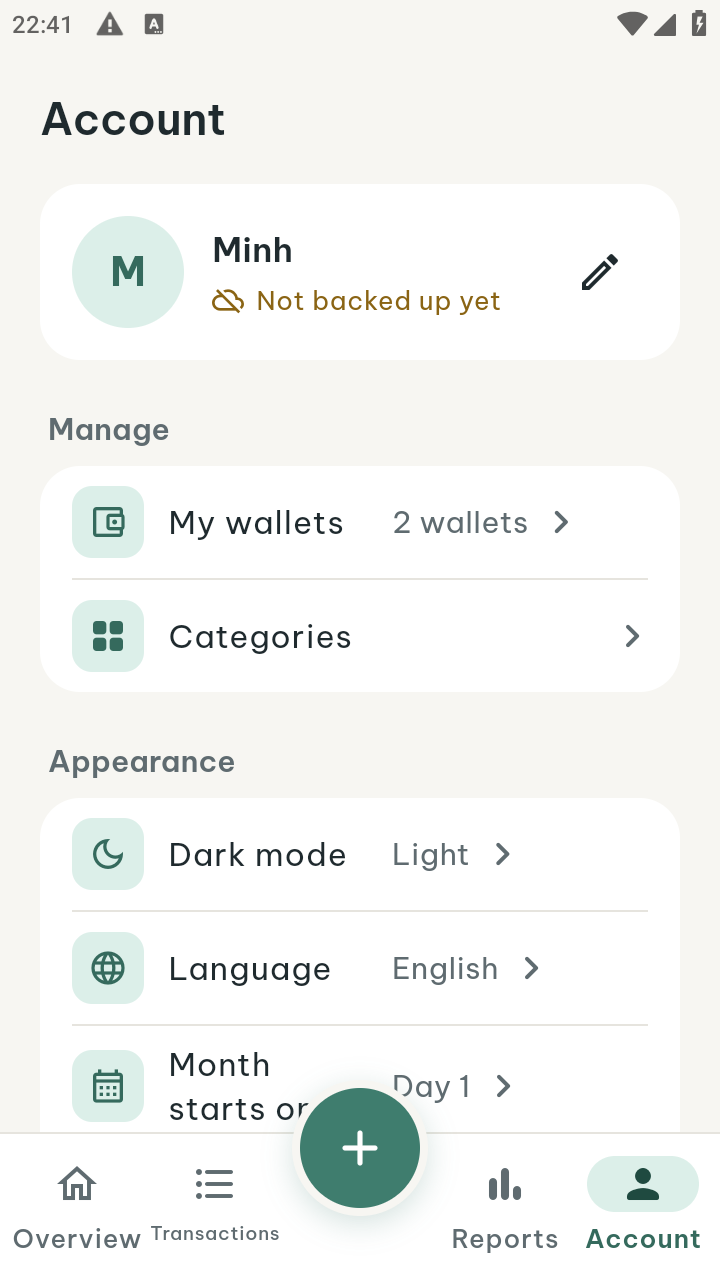 22:41
Account
M
Minh
Not backed up yet
Manage
My wallets 2 wallets
Categories
Appearance
Dark mode Light
Language English
Month
starts on Day 1
Overview Transactions Reports Account